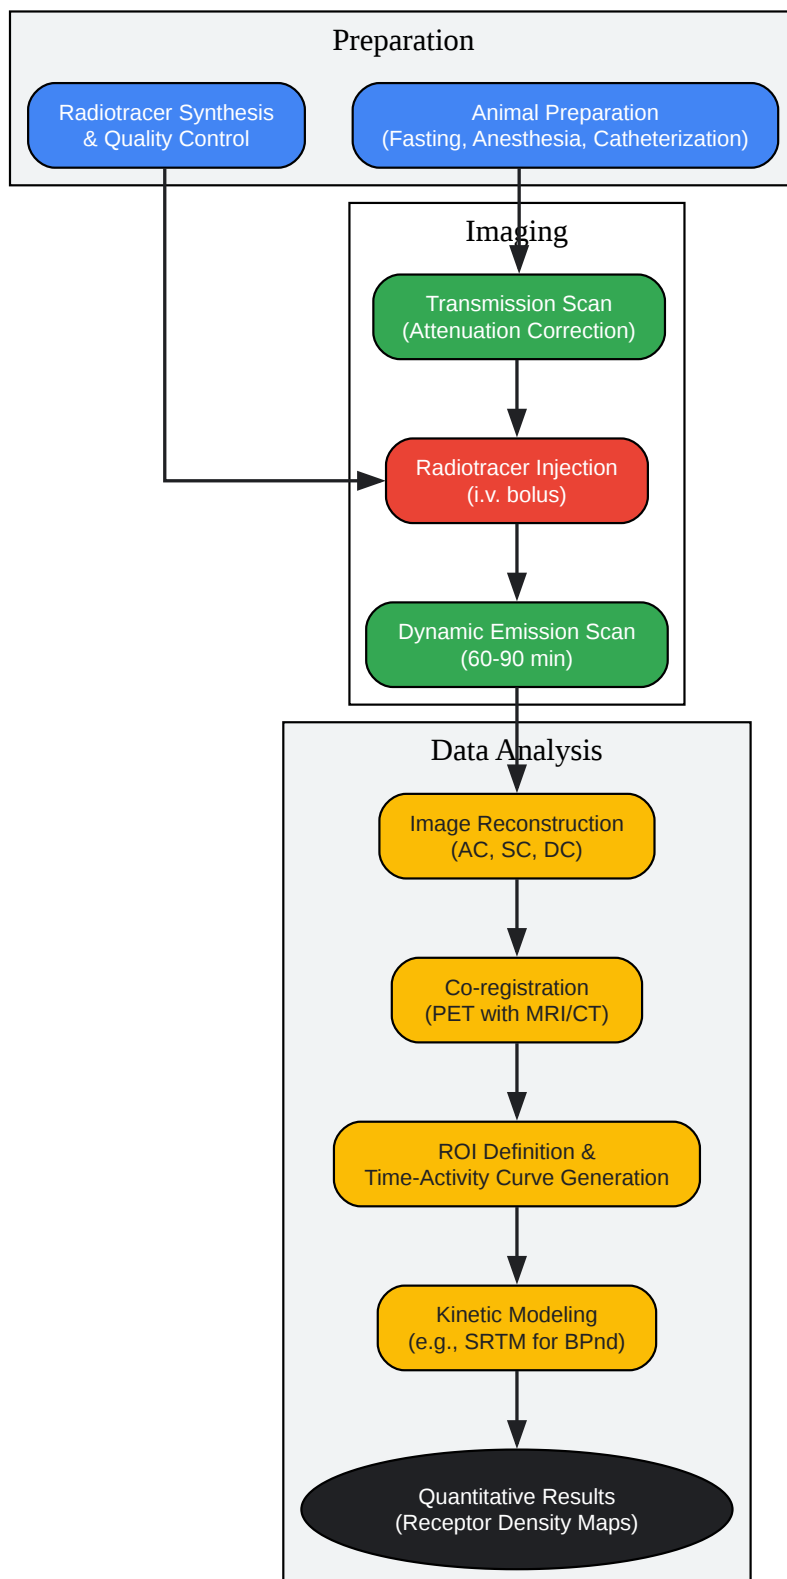 Preparation
Radiotracer Synthesis
& Quality Control
Animal Preparation
(Fasting, Anesthesia, Catheterization)
Imaging
Transmission Scan
(Attenuation Correction)
Radiotracer Injection
(i.v. bolus)
Dynamic Emission Scan
(60-90 min)
Data Analysis
Image Reconstruction
(AC, SC, DC)
Co-registration
(PET with MRI/CT)
ROI Definition &
Time-Activity Curve Generation
Kinetic Modeling
(e.g., SRTM for BPnd)
Quantitative Results
(Receptor Density Maps)